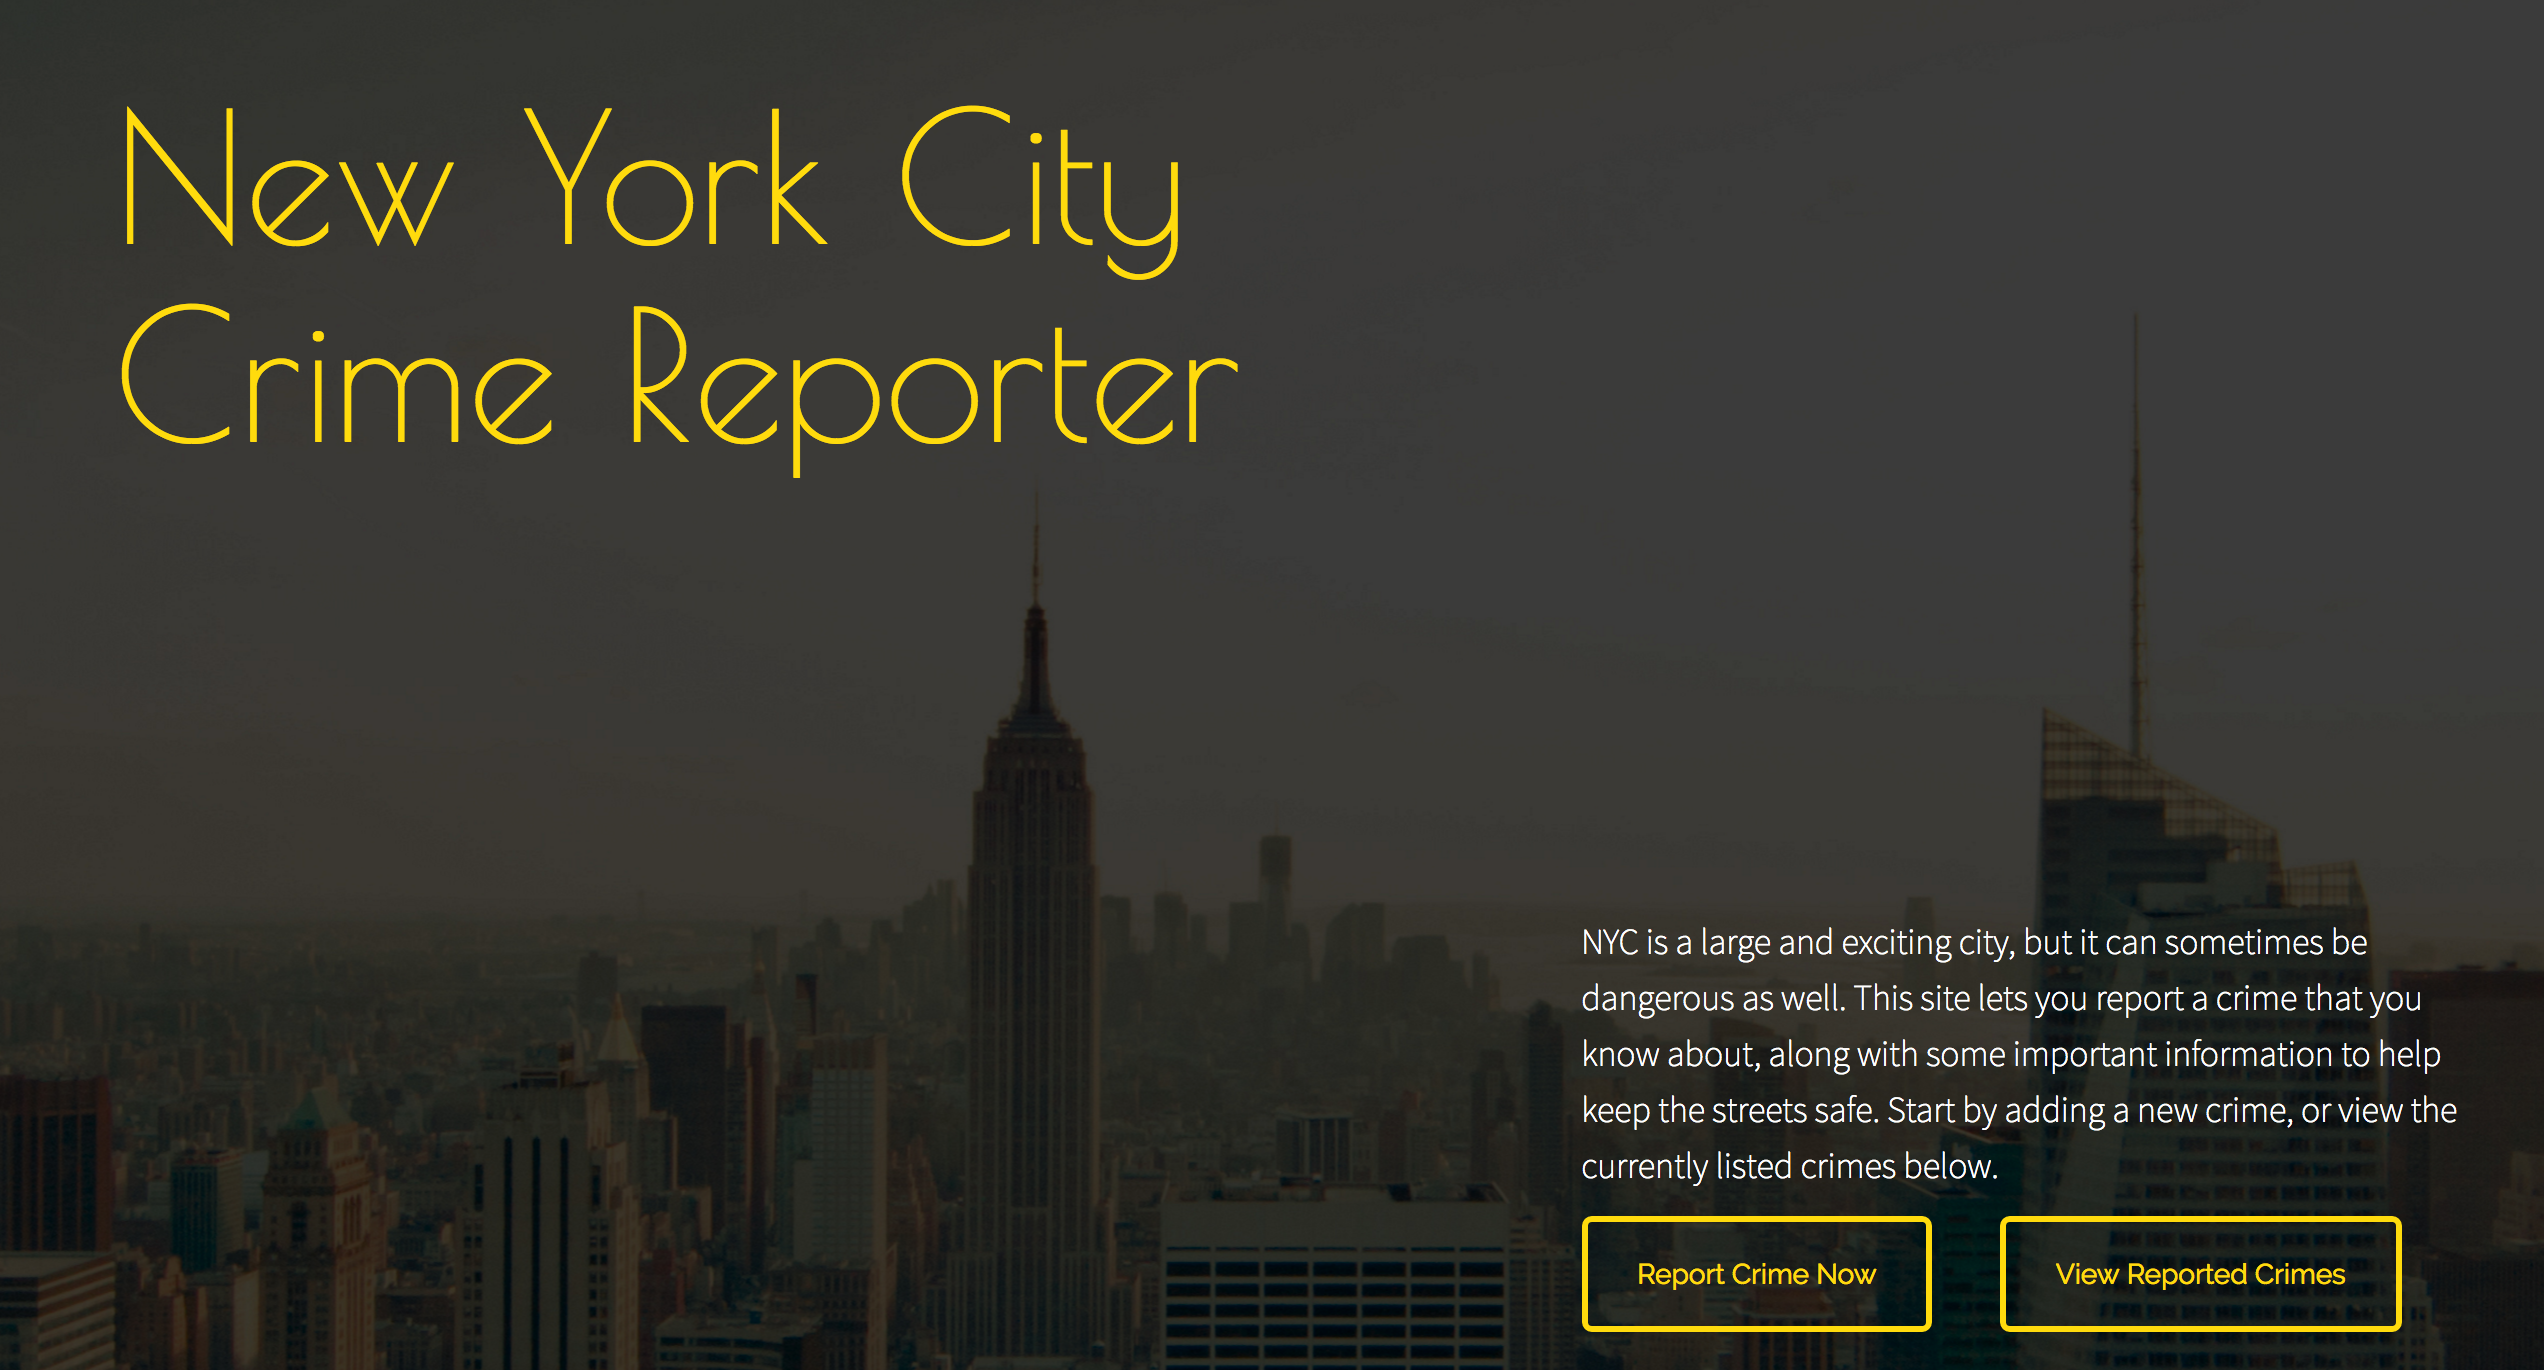 New York City
Crime Reporter
NYC is a large and exciting city, but it can sometimes be
dangerous as well. This site lets you report a crime that you
know about, along with some important information to help
keep the streets safe. Start by adding a new crime, or view the
currently listed crimes below.
Report Crime Now
View Reported Crimes